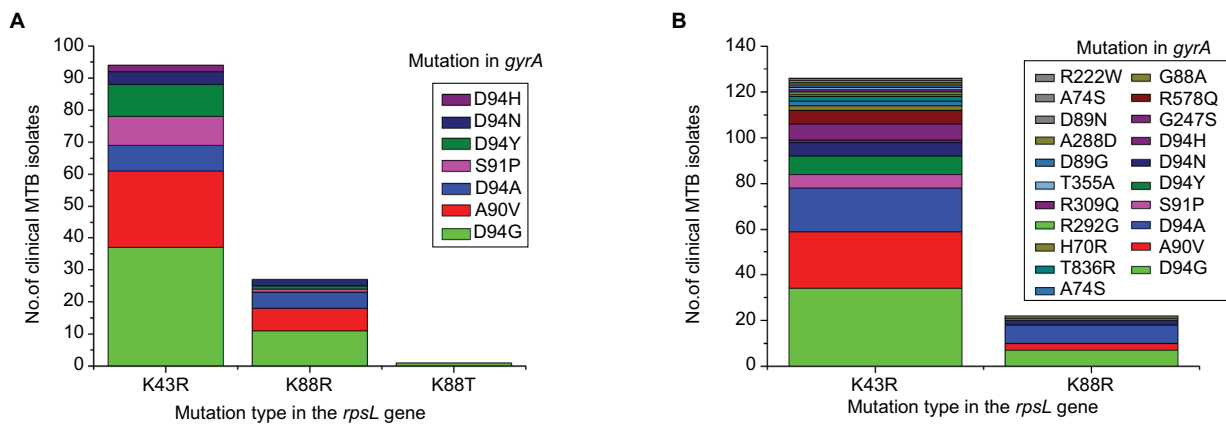 A
No.of clinical MTB isolates
100
90
80
70
60
50
40
30
20
10
0
K43R K88R K88T
Mutation type in the rpsL gene
Mutation in gyrA
D94H
D94N
D94Y
S91P
D94A
A90V
D94G
B
No.of clinical MTB isolates
140
120
100
80
60
40
20
0
K43R K88R
Mutation type in the rpsL gene
Mutation in gyrA
R222W G88A
A74S R578Q
D89N G247S
A288D D94H
D89G D94N
T355A D94Y
R309Q S91P
R292G D94A
H70R A90V
T836R D94G
A74S